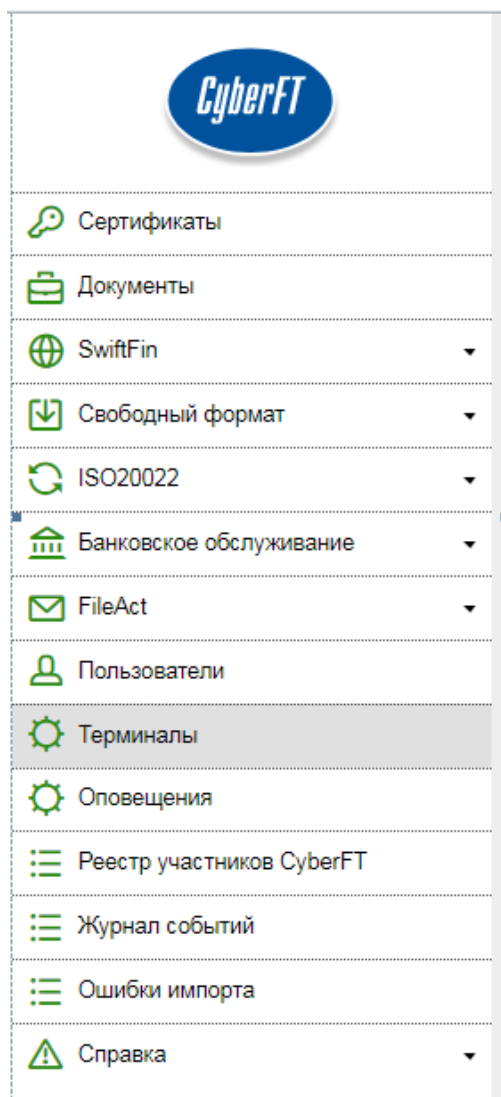 CyberFT
Сертификаты
Документы
SwiftFin
Свободный формат
ISO20022
Банковское обслуживание
FileAct
Пользователи
Терминалы
Оповещения
Реестр участников CyberFT
Журнал событий
Ошибки импорта
Справка